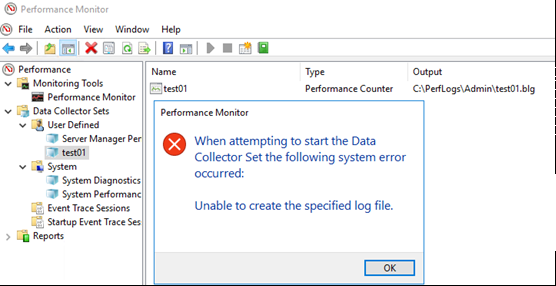 Performance Monitor
File Action View Window Help
Performance
Monitoring Tools
Performance Monitor
Data Collector Sets
User Defined
Server Manager Per
test01
System
System Diagnostics
System Performanc
Event Trace Sessions
Startup Event Trace Ses
Reports
Name Type Output
test01 Performance Counter C:\PerfLogs\Admin\test01.blg
Performance Monitor
When attempting to start the Data
Collector Set the following system error
occurred:
Unable to create the specified log file.
OK